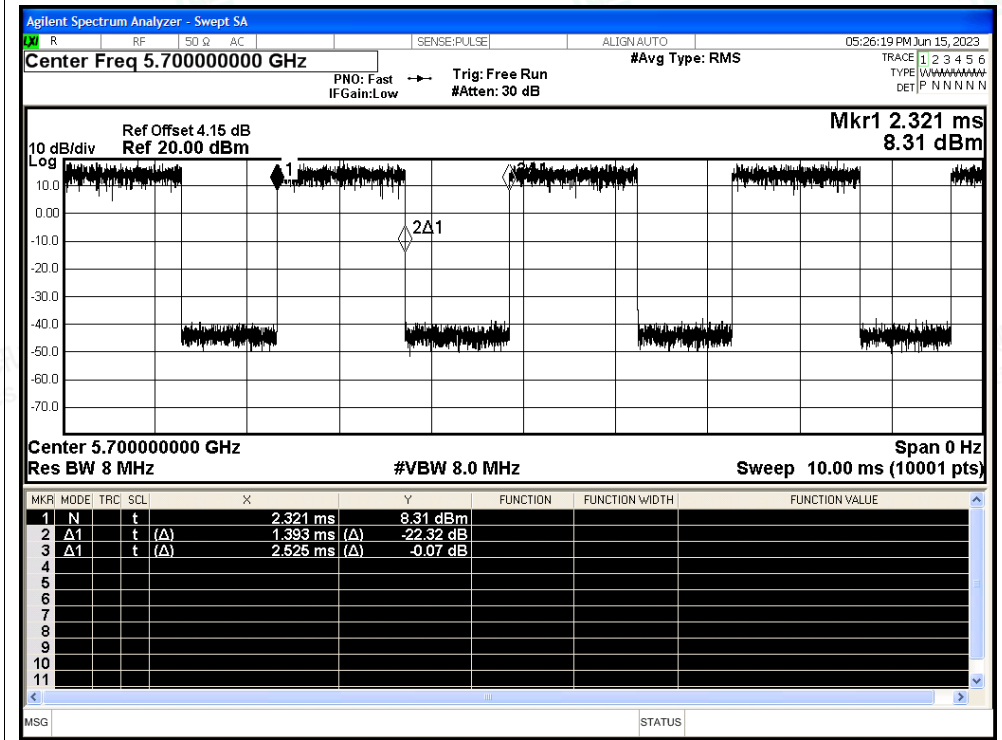 Agilent Spectrum Analyzer - Swept SA
LXI R RF 50 Ω AC SENSE:PULSE ALIGNAUTO 05:26:19 PM Jun 15, 2023
Center Freq 5.700000000 GHz
#Avg Type: RMS
TRACE 1 2 3 4 5 6
PNO: Fast Trig: Free Run
TYPE
IFGain:Low #Atten: 30 dB
DET P N N N N N
Mkr1 2.321 ms
8.31 dBm
Ref Offset 4.15 dB
10 dB/div Ref 20.00 dBm
Log
10.0
0.00
-10.0
-20.0
-30.0
-40.0
-50.0
-60.0
-70.0
1
2Δ1
3Δ1
Center 5.700000000 GHz Span 0 Hz
Res BW 8 MHz #VBW 8.0 MHz Sweep 10.00 ms (10001 pts)
MKR MODE TRC SCL X Y FUNCTION FUNCTION WIDTH FUNCTION VALUE
1 N t 2.321 ms 8.31 dBm
2 Δ1 t (Δ) 1.393 ms (Δ) -22.32 dB
3 Δ1 t (Δ) 2.525 ms (Δ) -0.07 dB
4
5
6
7
8
9
10
11
MSG STATUS